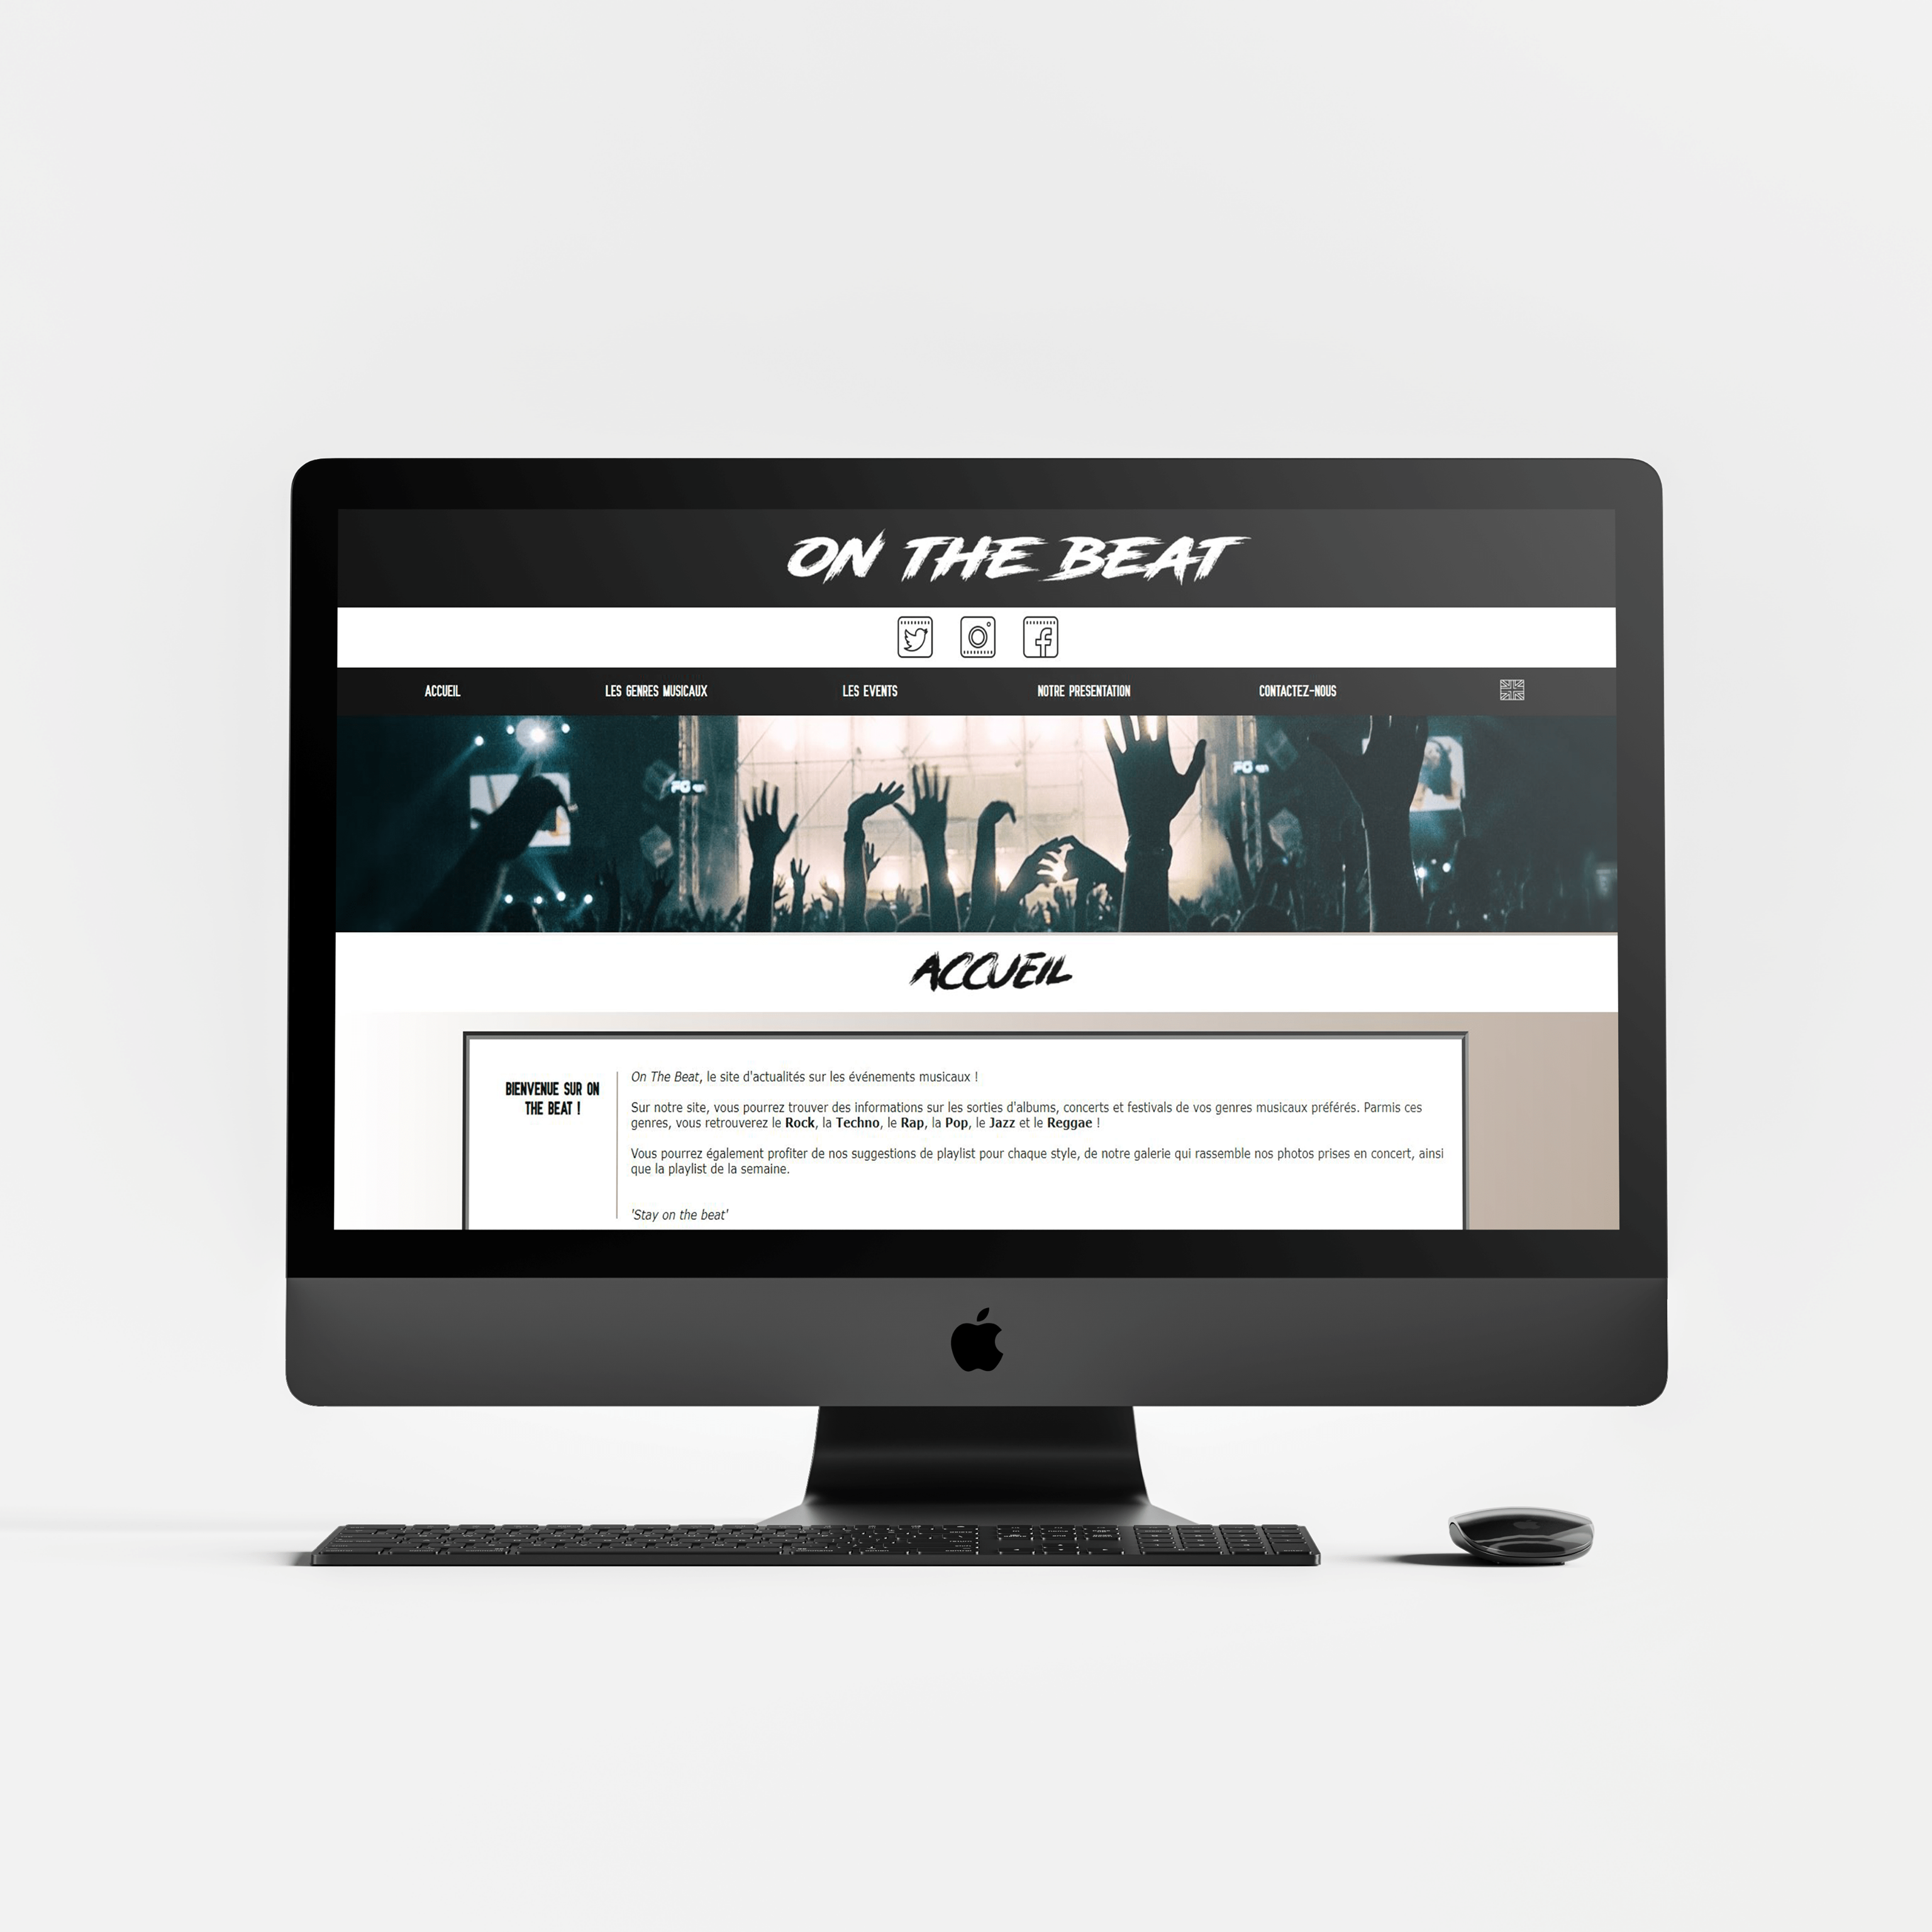 ON THE BEAT
ACCUEIL
LES GENRES MUSICAUX
LES EVENTS
NOTRE PRESENTATION
CONTACTEZ-NOUS
ACCUEIL
BIENVENUE SUR ON
THE BEAT !
On The Beat, le site d'actualités sur les événements musicaux !
Sur notre site, vous pourrez trouver des informations sur les sorties d'albums, concerts et festivals de vos genres musicaux préférés. Parmis ces
genres, vous retrouverez le Rock, la Techno, le Rap, la Pop, le Jazz et le Reggae !
Vous pourrez également profiter de nos suggestions de playlist pour chaque style, de notre galerie qui rassemble nos photos prises en concert, ainsi
que la playlist de la semaine.
'Stay on the beat'